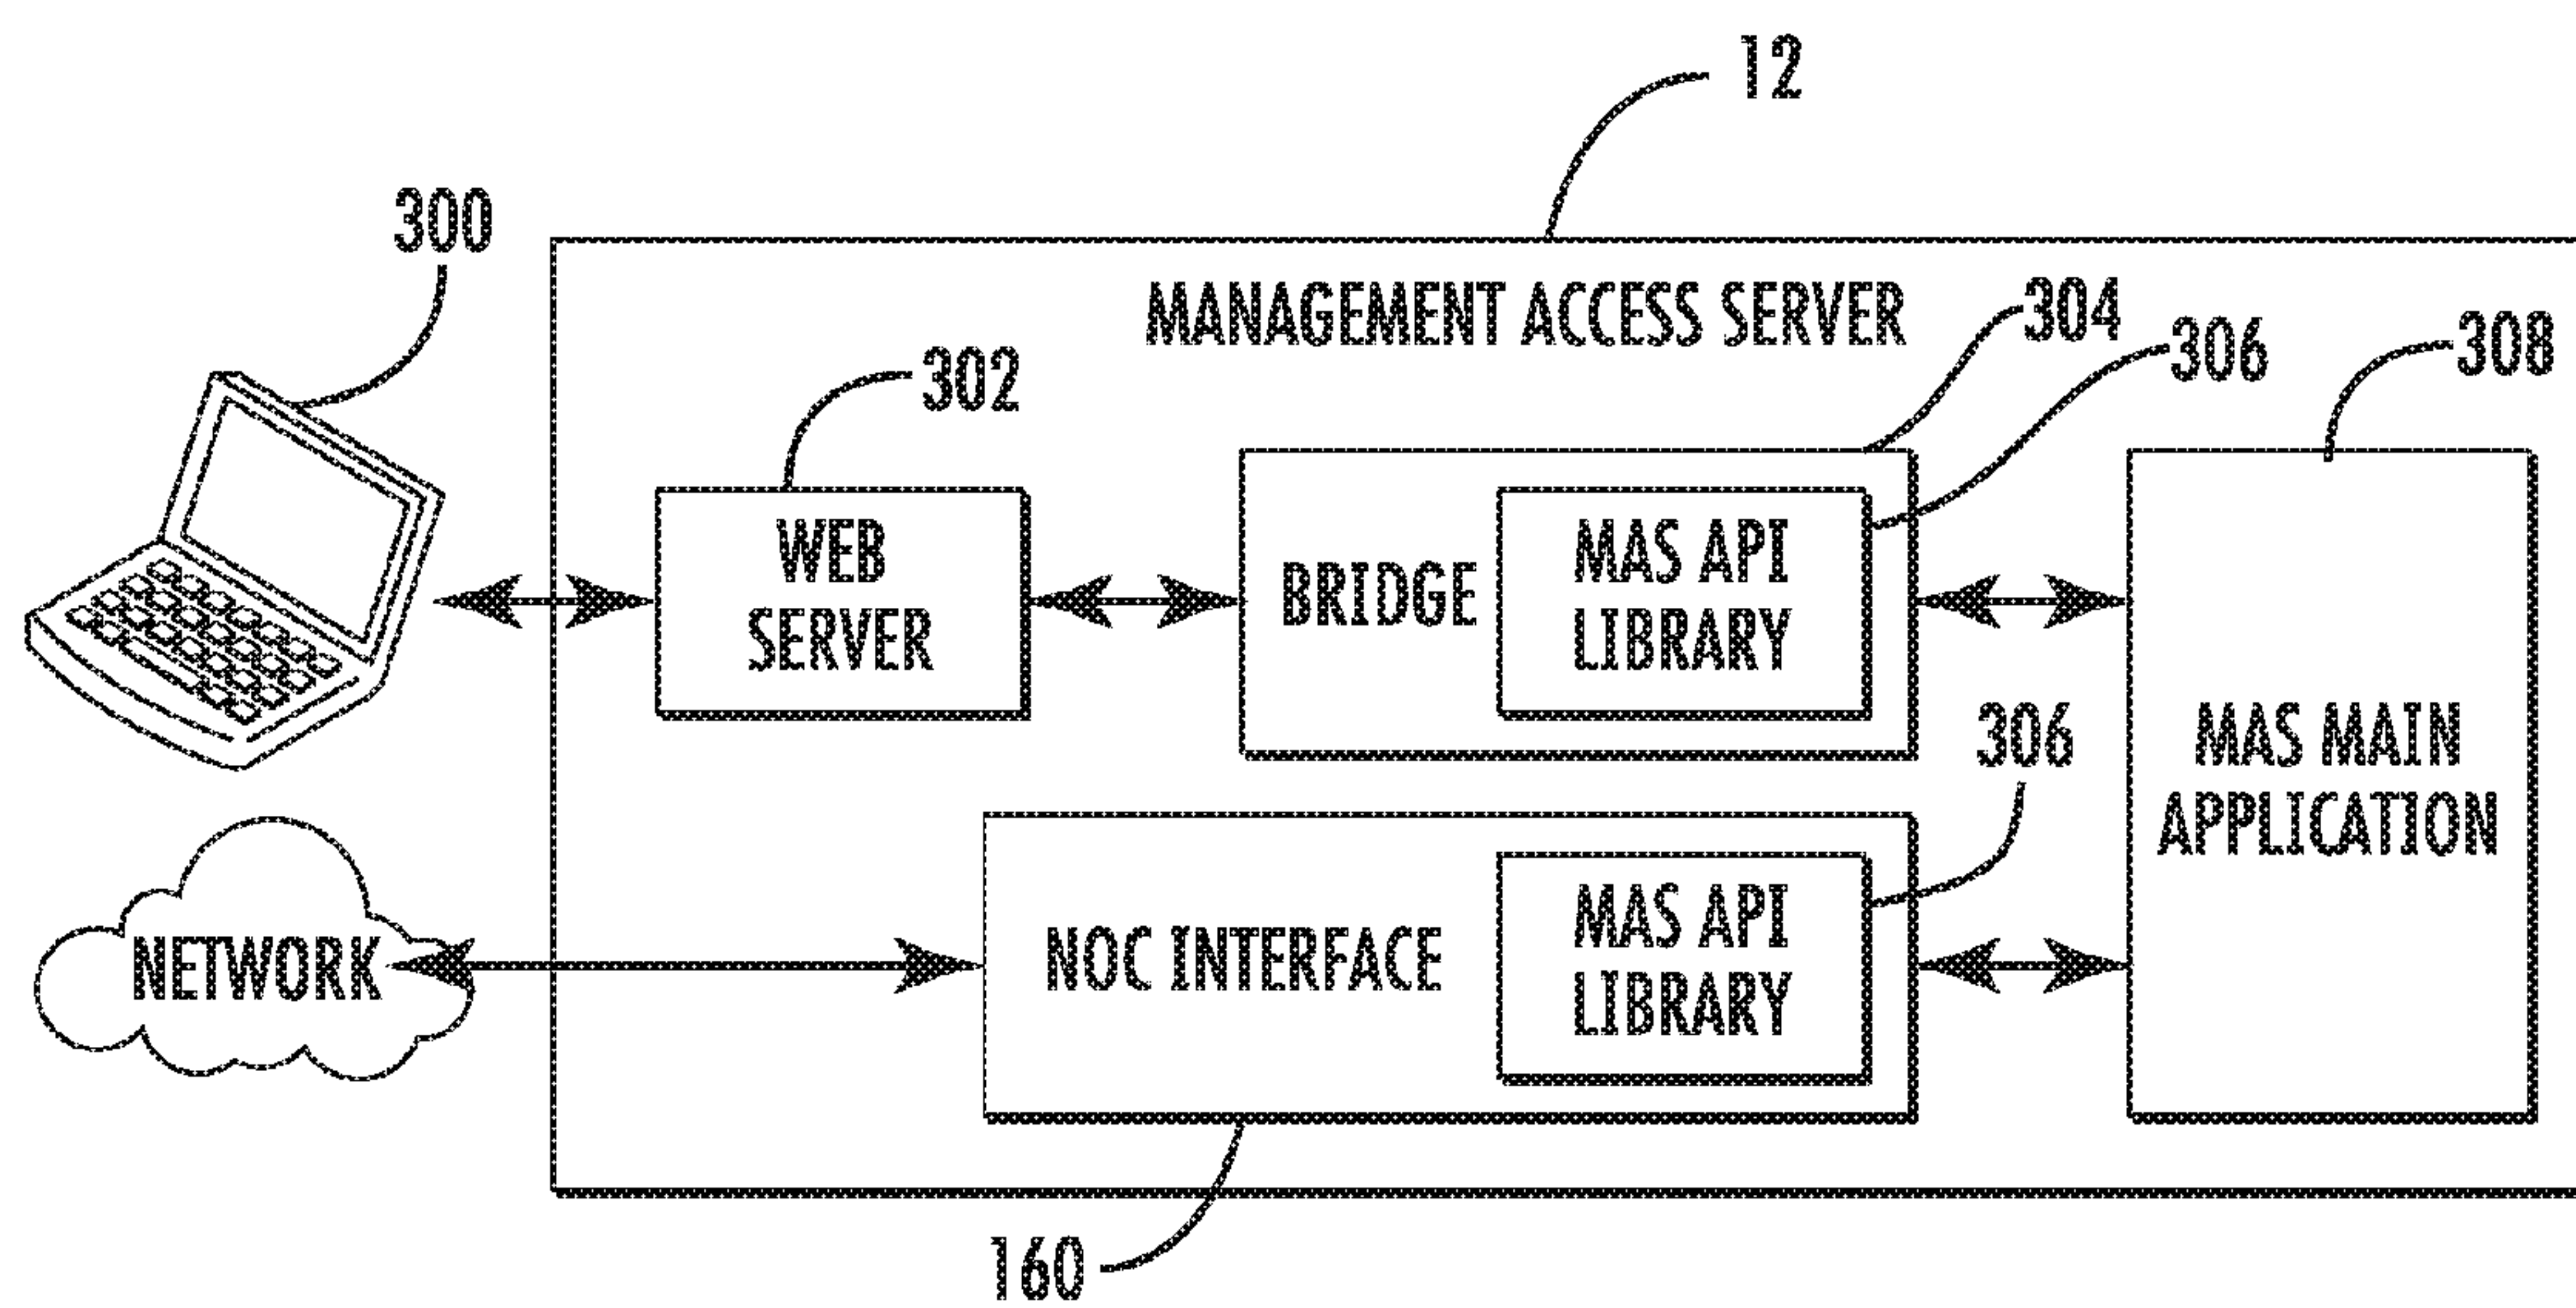 12
300
MANAGEMENT ACCESS SERVER
304
306
308
302
WEB
SERVER
BRIDGE
MAS API
LIBRARY
306
MAS MAIN
APPLICATION
NETWORK
NOC INTERFACE
MAS API
LIBRARY
160